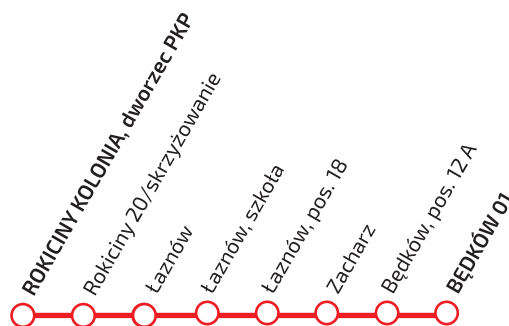 ROKICINY KOLONIA, dworzec PKP
Rokiciny 20/skrzyżowanie
Łaznów
Łaznów, szkoła
Łaznów, pos. 18
Zacharz
Będków, pos. 12 A
BĘDKÓW 01